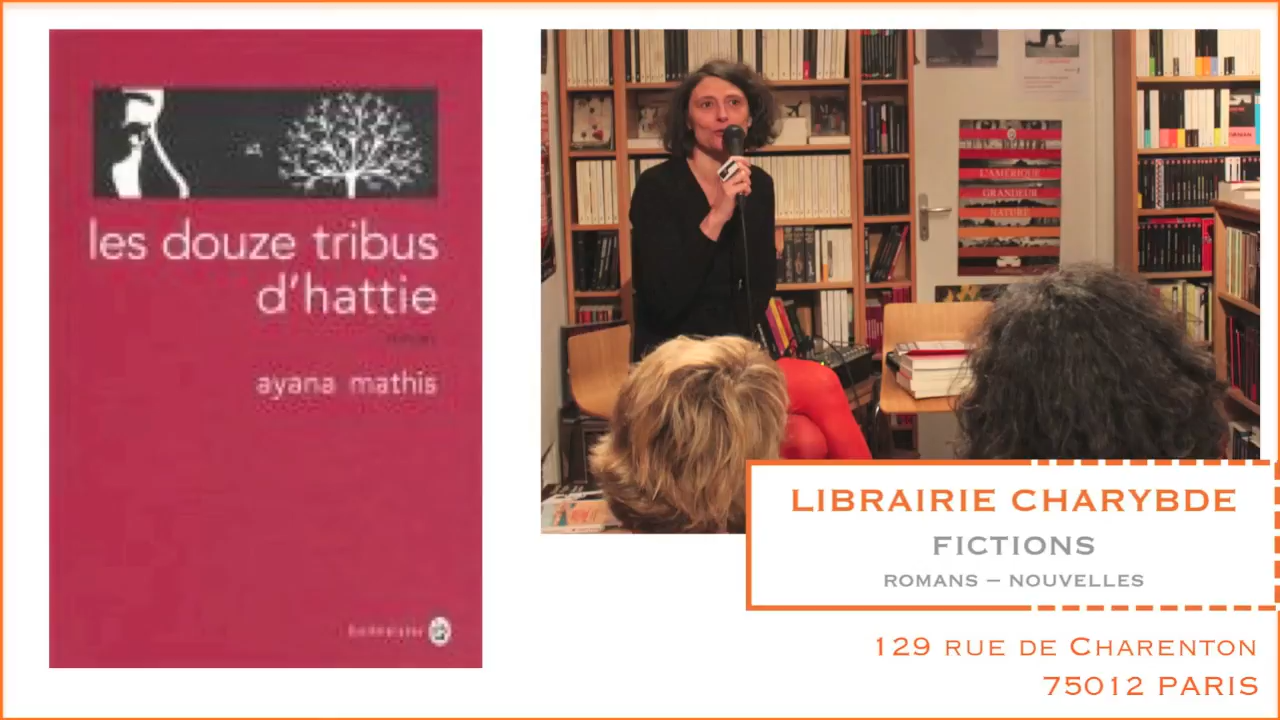 les douze tribus
d'hattie
roman
ayana mathis
L'AMÉRIQUE
GRANDEUR
NATURE
LIBRAIRIE CHARYBDE
FICTIONS
ROMANS – NOUVELLES
129 RUE DE CHARENTON
75012 PARIS